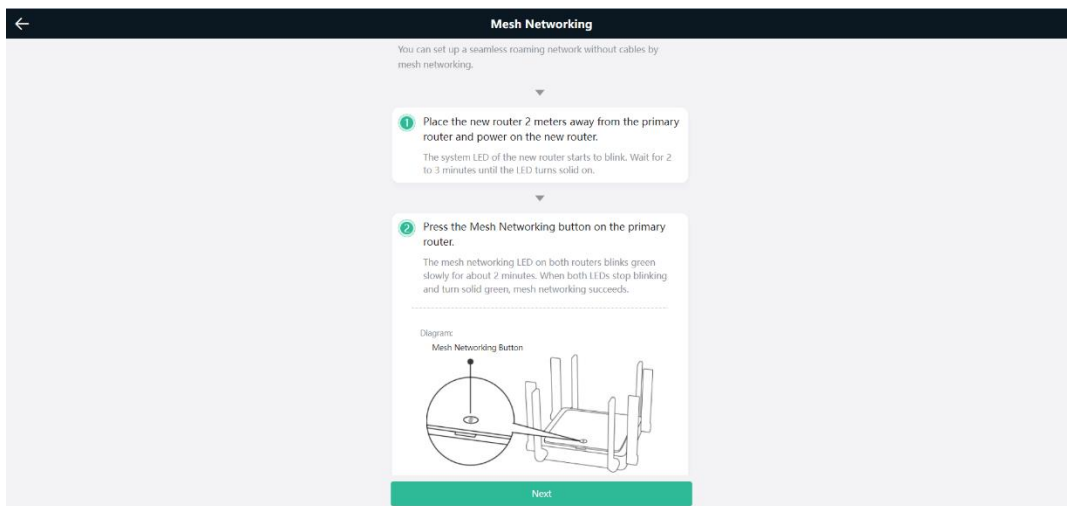 Mesh Networking
You can set up a seamless roaming network without cables by
mesh networking.
1
Place the new router 2 meters away from the primary
router and power on the new router.
The system LED of the new router starts to blink. Wait for 2
to 3 minutes until the LED turns solid on.
2
Press the Mesh Networking button on the primary
router.
The mesh networking LED on both routers blinks green
slowly for about 2 minutes. When both LEDs stop blinking
and turn solid green, mesh networking succeeds.
Diagram:
Mesh Networking Button
Next